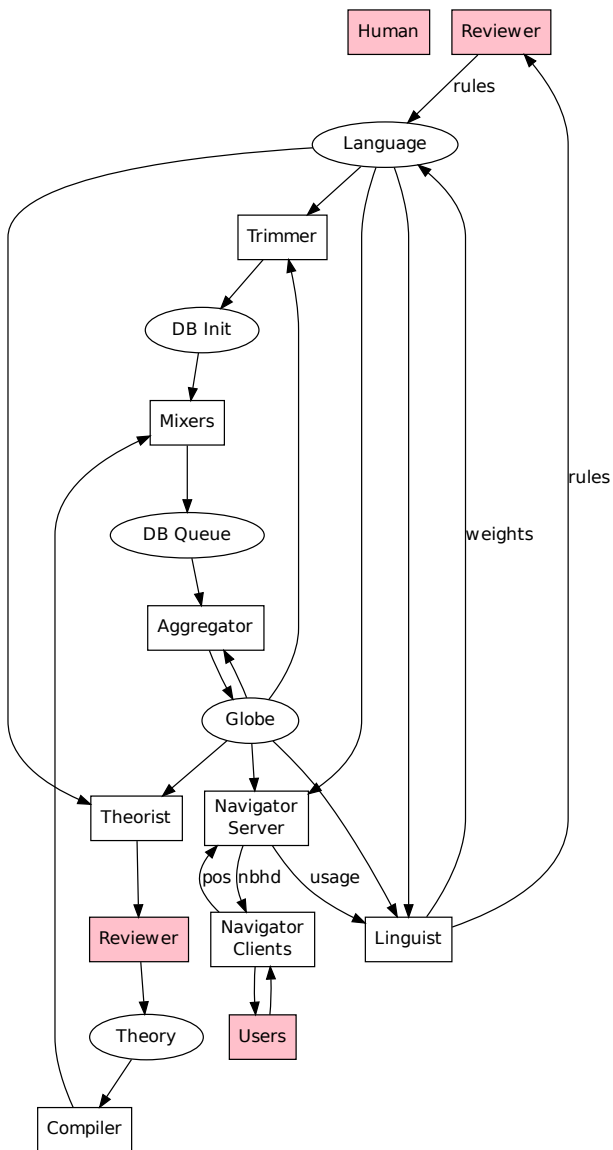 Human
Reviewer
rules
Language
Trimmer
DB Init
Mixers
rules
weights
DB Queue
Aggregator
Globe
Theorist
Navigator
Server
pos
nbhd
usage
Reviewer
Navigator
Clients
Linguist
Theory
Users
Compiler